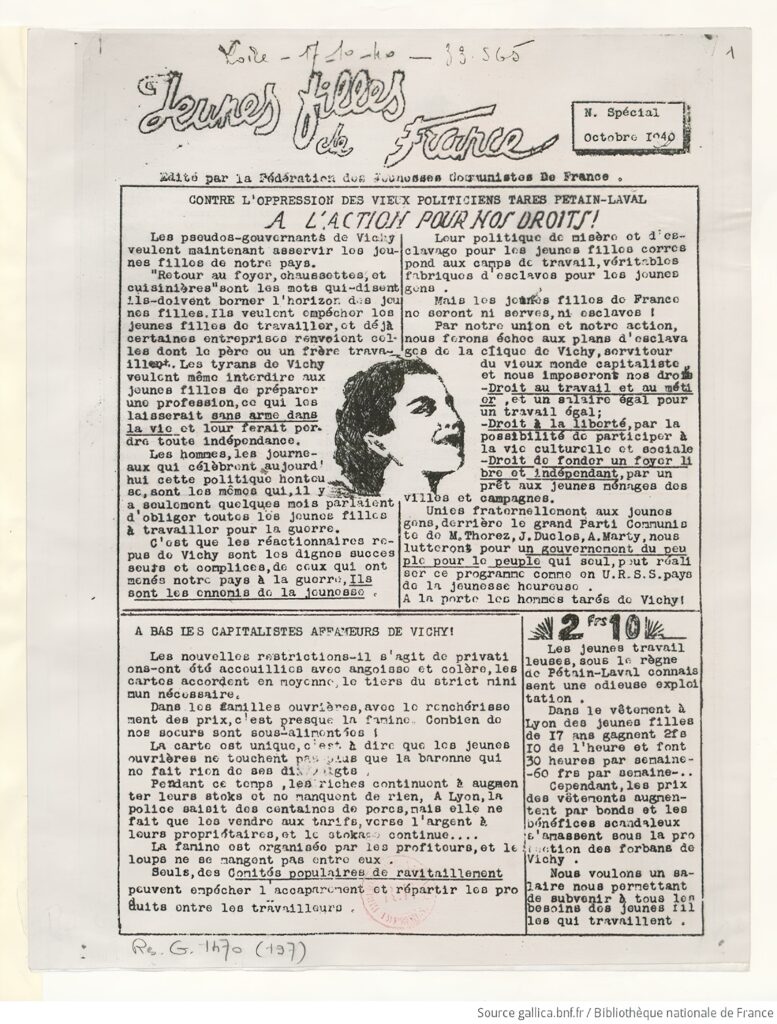 Loire - 17-10-40 - 39.565
1
Jeunes filles
de France
N. Spécial
Octobre 1940
Edité par la Fédération des Jeunesses Communistes De France .
CONTRE L'OPPRESSION DES VIEUX POLITICIENS TARES PETAIN-LAVAL
A L'ACTION POUR NOS DROITS!
Les pseudos-gouvernants de Vichy
veulent maintenant asservir les jeu-
nes filles de notre pays.
"Retour au foyer, chaussettes, et
cuisinières" sont les mots qui-disent
ils-doivent borner l'horizon des jeu
nes filles. Ils veulent empécher les
jeunes filles de travailler, et déjà
certaines entreprises renvoient cel-
les dont le père ou un frère trava-
illent. Les tyrans de Vichy
veulent même interdire aux
jeunes filles de préparer
une profession, ce qui les
laisserait sans arme dans
la vie et leur ferait per-
dre toute indépendance.
Les hommes, les journe-
aux qui célèbrent aujourd'
hui cette politique honteu
se, sont les mêmes qui, il y
a seulement quelques mois parlaient
d'obliger toutes les jeunes filles
à travailler pour la guerre.
C'est que les réactionnaires re-
pus de Vichy sont les dignes succes
seurs et complices, de ceux qui ont
menés notre pays à la guerre, Ils
sont les ennemis de la jeunesse .
Leur politique de misère et d'es-
clavage pour les jeunes filles corres
pond aux camps de travail, véritables
fabriques d'esclaves pour les jeunes
gens .
Mais les jeunes filles de France
ne seront ni serves, ni esclaves !
Par notre union et notre action,
nous ferons échec aux plans d'esclava
ges de la clique de Vichy, serviteur
du vieux monde capitaliste,
et nous imposerons nos droits
-Droit au travail et au méti
er , et un salaire égal pour
un travail égal;
-Droit à la liberté, par la
possibilité de participer à
la vie culturelle et sociale
-Droit de fonder un foyer li
bre et indépendant, par un
prêt aux jeunes ménages des
villes et campagnes.
Unies fraternellement aux jeunes
gens, derrière le grand Parti Communis
te de M. Thorez, J. Duclos, A. Marty, nous
lutterons pour un gouvernement du peu
ple pour le peuple qui seul, peut réali
ser ce programme comme en U.R.S.S. pays
de la jeunesse heureuse .
A la porte les hommes tarés de Vichy!
A BAS LES CAPITALISTES AFFAMEURS DE VICHY!
Les nouvelles restrictions-il s'agit de privati
ons-ont été accueillies avec angoisse et colère, les
cartes accordent en moyenne, le tiers du strict mini
mum nécessaire.
Dans les familles ouvrières, avec le renchérisse
ment des prix, c'est presque la famine. Combien de
nos soeurs sont sous-alimentées !
La carte est unique, c'est à dire que les jeunes
ouvrières ne touchent pas plus que la baronne qui
ne fait rien de ses dix doigts .
Pendant ce temps , les riches continuent à augmen
ter leurs stoks et no manquent de rien, A Lyon, la
police saisit des centaines de porcs, mais elle ne
fait que les vendre aux tarifs, verse l'argent à
leurs propriétaires, et le stokage continue....
La famine est organisée par les profiteurs, et le
loups ne se mangent pas entre eux .
Seuls, des Comités populaires de ravitaillement
peuvent empécher l'accaparement et répartir les pro
duits entre les travailleurs .
2 frs 10
Les jeunes travail
leuses, sous le règne
de Pétain-Laval connais
sent une odieuse exploi
tation .
Dans le vêtement à
Lyon des jeunes filles
de 17 ans gagnent 2fs
10 de l'heure et font
30 heures par semaine-
-60 frs par semaine-..
Cependant, les prix
des vêtements augmen-
tent par bonds et les
bénéfices scandaleux
s'amassent sous la pro
tection des forbans de
Vichy .
Nous voulons un sa-
laire nous permettant
de subvenir à tous les
besoins des jeunes fil
les qui travaillent .
Res. G. 1470 (197)
Source gallica.bnf.fr / Bibliothèque nationale de France